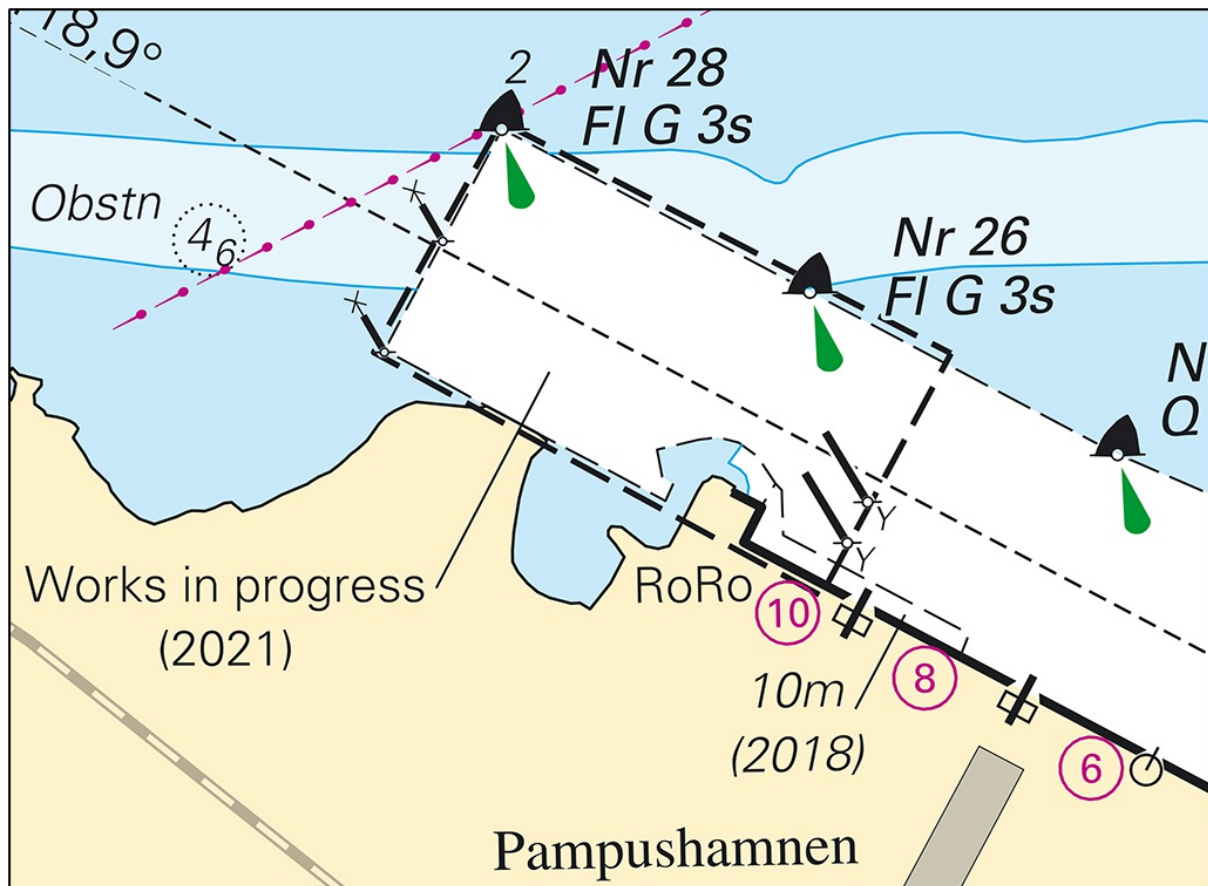 18,9°
2
Nr 28
Fl G 3s
Obstn
4₆
Nr 26
Fl G 3s
N
Q
Y
Y
Works in progress
(2021)
RoRo
10
8
10m
(2018)
6
Pampushamnen